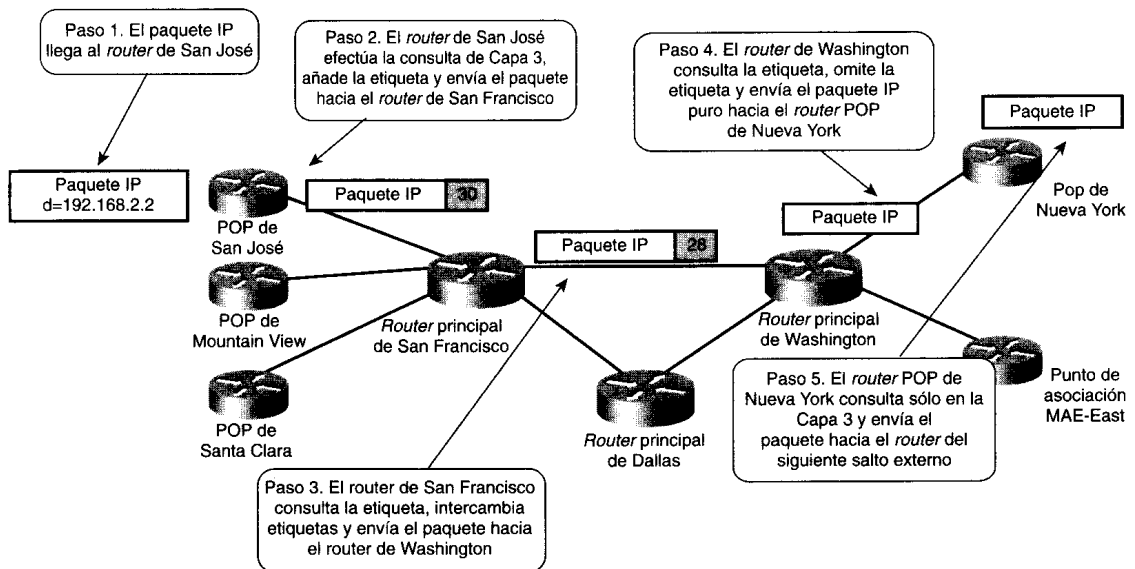 Paso 1. El paquete IP
llega al router de San José
Paso 2. El router de San José
efectúa la consulta de Capa 3,
añade la etiqueta y envía el paquete
hacia el router de San Francisco
Paso 4. El router de Washington
consulta la etiqueta, omite la
etiqueta y envía el paquete IP
puro hacia el router POP
de Nueva York
Paquete IP
Paquete IP
d=192.168.2.2
POP de
San José
Paquete IP 30
Paquete IP 28
Paquete IP
Pop de
Nueva York
POP de
Mountain View
Router principal
de San Francisco
Router principal
de Washington
POP de
Santa Clara
Router principal
de Dallas
Punto de
asociación
MAE-East
Paso 5. El router POP de
Nueva York consulta sólo en la
Capa 3 y envía el
paquete hacia el router del
siguiente salto externo
Paso 3. El router de San Francisco
consulta la etiqueta, intercambia
etiquetas y envía el paquete hacia
el router de Washington